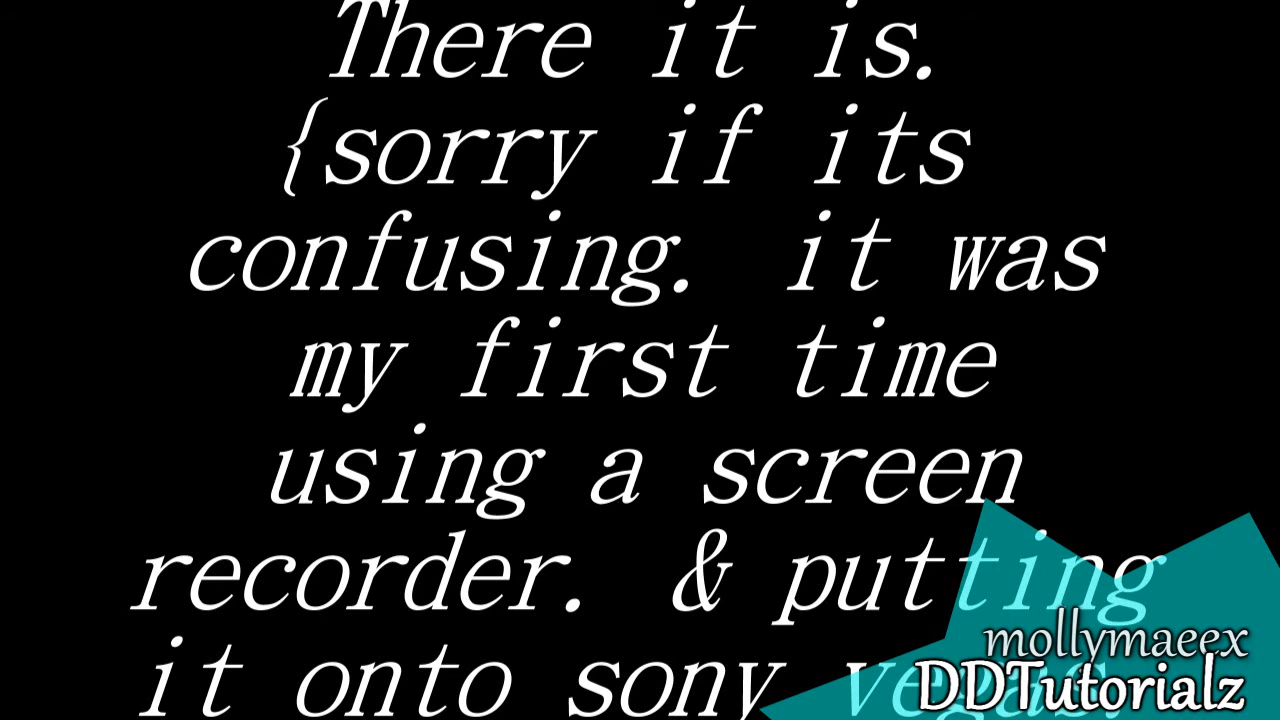 There it is.
{sorry if its
confusing. it was
my first time
using a screen
recorder. & putting
it onto sony vegas.
mollymaeex
DDTutorialz